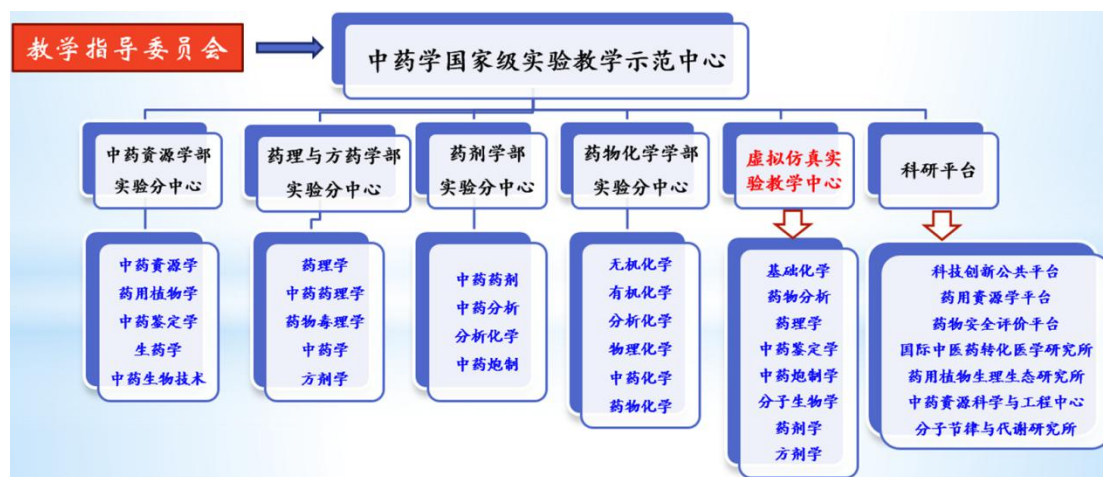 教学指导委员会
中药学国家级实验教学示范中心
中药资源学部
实验分中心
药理与方药学部
实验分中心
药剂学部
实验分中心
药物化学学部
实验分中心
虚拟仿真实
验教学中心
科研平台
中药资源学
药用植物学
中药鉴定学
生药学
中药生物技术
药理学
中药药理学
药物毒理学
中药学
方剂学
中药药剂
中药分析
分析化学
中药炮制
无机化学
有机化学
分析化学
物理化学
中药化学
药物化学
基础化学
药物分析
药理学
中药鉴定学
中药炮制学
分子生物学
药剂学
方剂学
科技创新公共平台
药用资源学平台
药物安全评价平台
国际中医药转化医学研究所
药用植物生理生态研究所
中药资源科学与工程中心
分子节律与代谢研究所